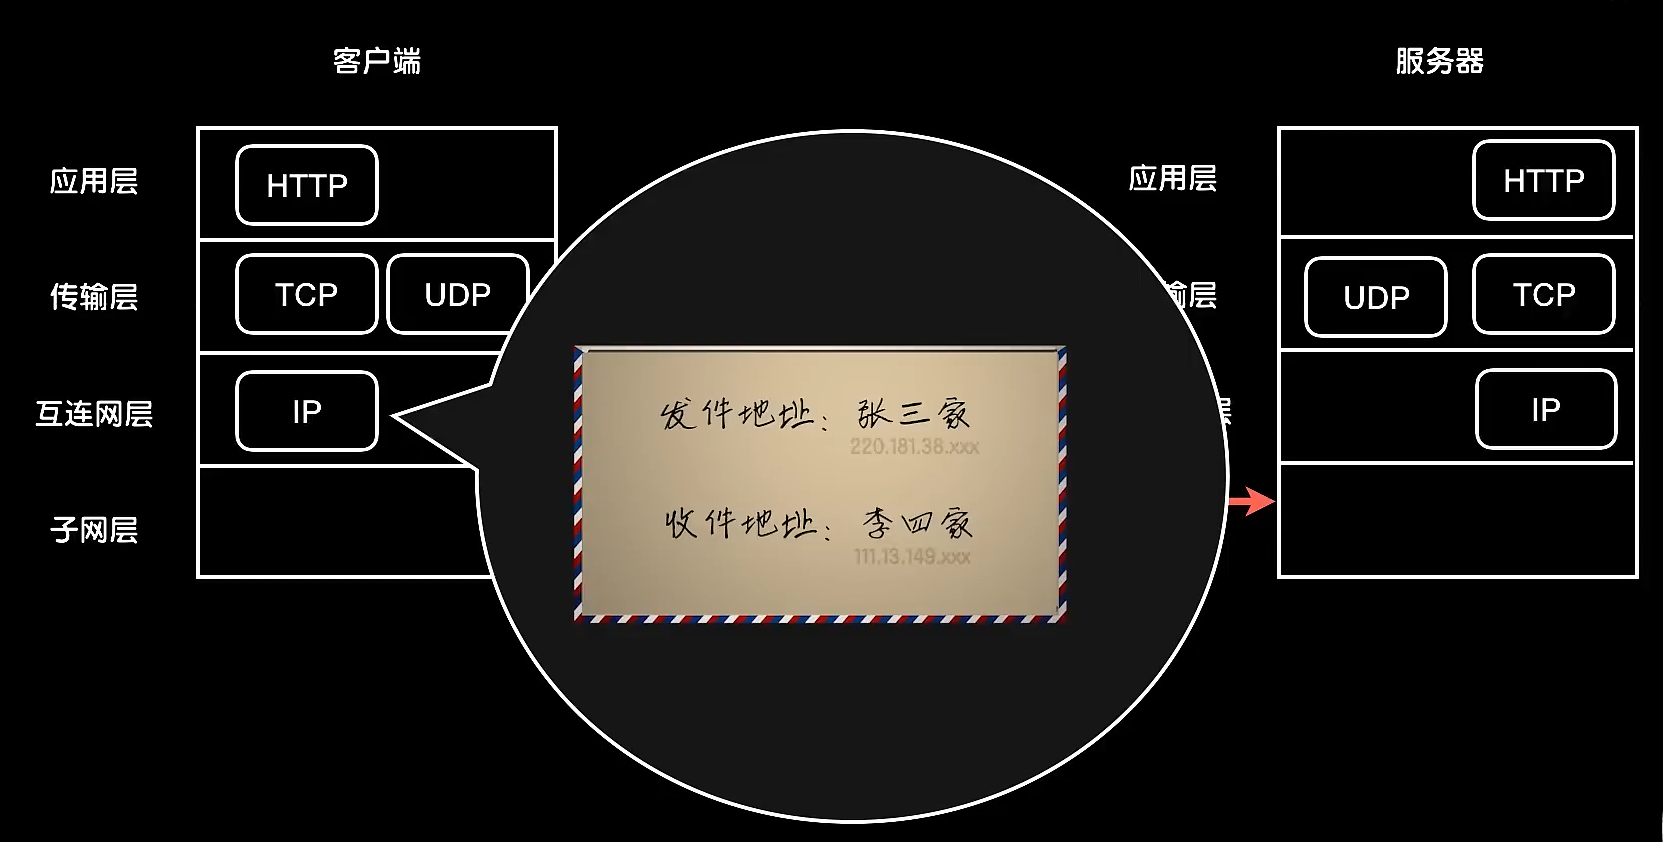 客户端
服务器
应用层
HTTP
应用层
HTTP
传输层
TCP
UDP
输层
UDP
TCP
互连网层
IP
层
IP
子网层
发件地址：张三家
220.181.38.xxx
收件地址：李四家
111.13.149.xxx